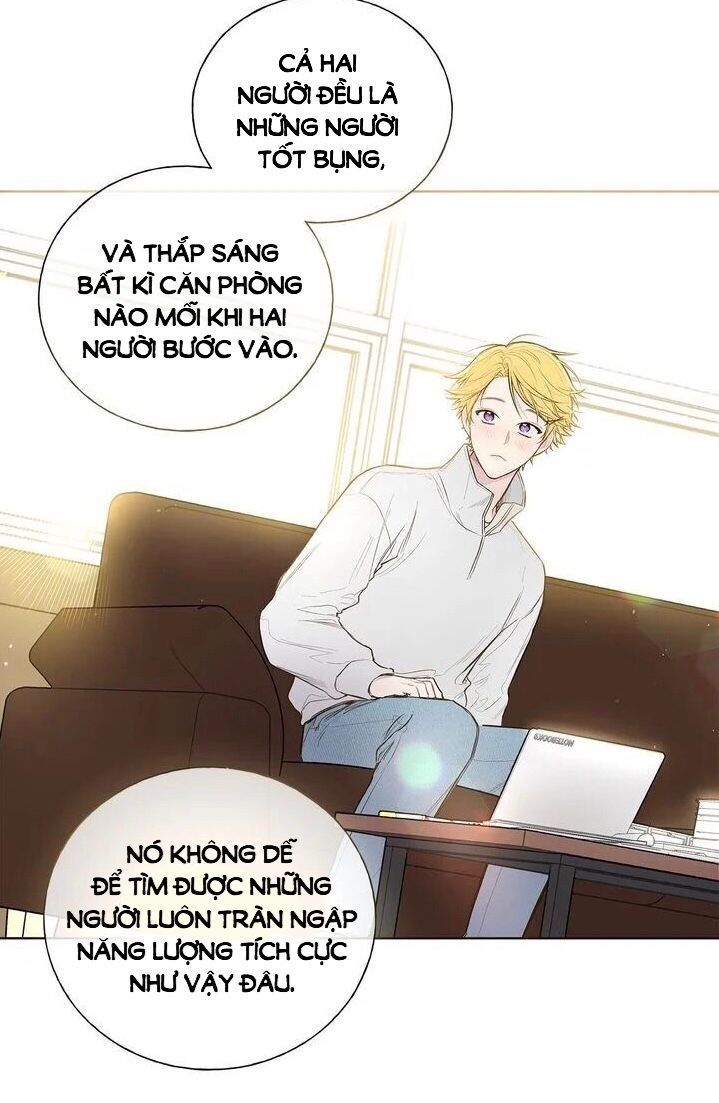 CẢ HAI
NGƯỜI ĐỀU LÀ
NHỮNG NGƯỜI
TỐT BỤNG,
VÀ THẮP SÁNG
BẤT KÌ CĂN PHÒNG
NÀO MỖI KHI HAI
NGƯỜI BƯỚC VÀO.
NOTEBOOK9
NÓ KHÔNG DỄ
ĐỂ TÌM ĐƯỢC NHỮNG
NGƯỜI LUÔN TRÀN NGẬP
NĂNG LƯỢNG TÍCH CỰC
NHƯ VẬY ĐÂU.